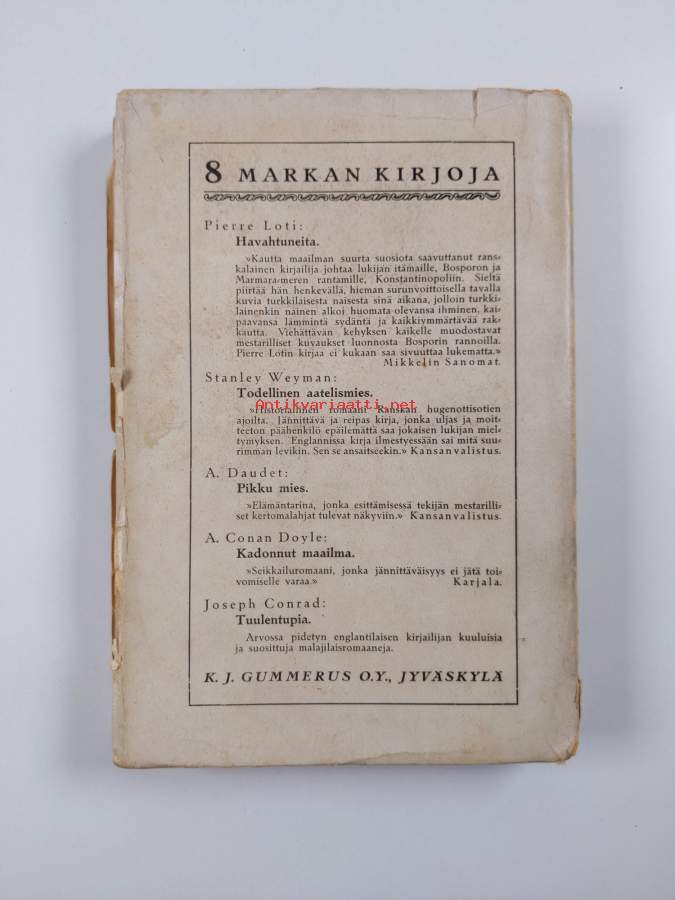 8 MARKAN KIRJOJA
Pierre Loti:
Havahtuneita.
»Kautta maailman suurta suosiota saavuttanut rans-
kalainen kirjailija johtaa lukijan itämaille, Bosporon ja
Marmara-meren rantamille, Konstantinopoliin. Sieltä
piirtää hän henkevällä, hieman surunvoittoisella tavalla
kuvia turkkilaisesta naisesta sinä aikana, jolloin turkki-
lainenkin nainen alkoi huomata olevansa ihminen, kai-
paavansa lämmintä sydäntä ja kaikkiymmärtävää rak-
kautta. Viehättävän kehyksen kaikelle muodostavat
mestarilliset kuvaukset luonnosta Bosporin rannoilla.
Pierre Lotin kirjaa ei kukaan saa sivuuttaa lukematta.»
Mikkelin Sanomat.
Stanley Weyman:
Todellinen aatelismies.
Antikvariaatti.net
»Historiallinen romaani Ranskan hugenottisotien
ajoilta. Jännittävä ja reipas kirja, jonka uljas ja moit-
teeton päähenkilö epäilemättä saa jokaisen lukijan miel-
tymyksen. Englannissa kirja ilmestyessään sai mitä suu-
rimman levikin. Sen se ansaitseekin.» Kansanvalistus.
A. Daudet:
Pikku mies.
»Elämäntarina, jonka esittämisessä tekijän mestarilli-
set kertomalahjat tulevat näkyviin.» Kansanvalistus.
A. Conan Doyle:
Kadonnut maailma.
»Seikkailuromaani, jonka jännittäväisyys ei jätä toi-
vomiselle varaa.» Karjala.
Joseph Conrad:
Tuulentupia.
Arvossa pidetyn englantilaisen kirjailijan kuuluisia
ja suosittuja malajilaisromaaneja.
K. J. GUMMERUS O.Y., JYVÄSKYLÄ